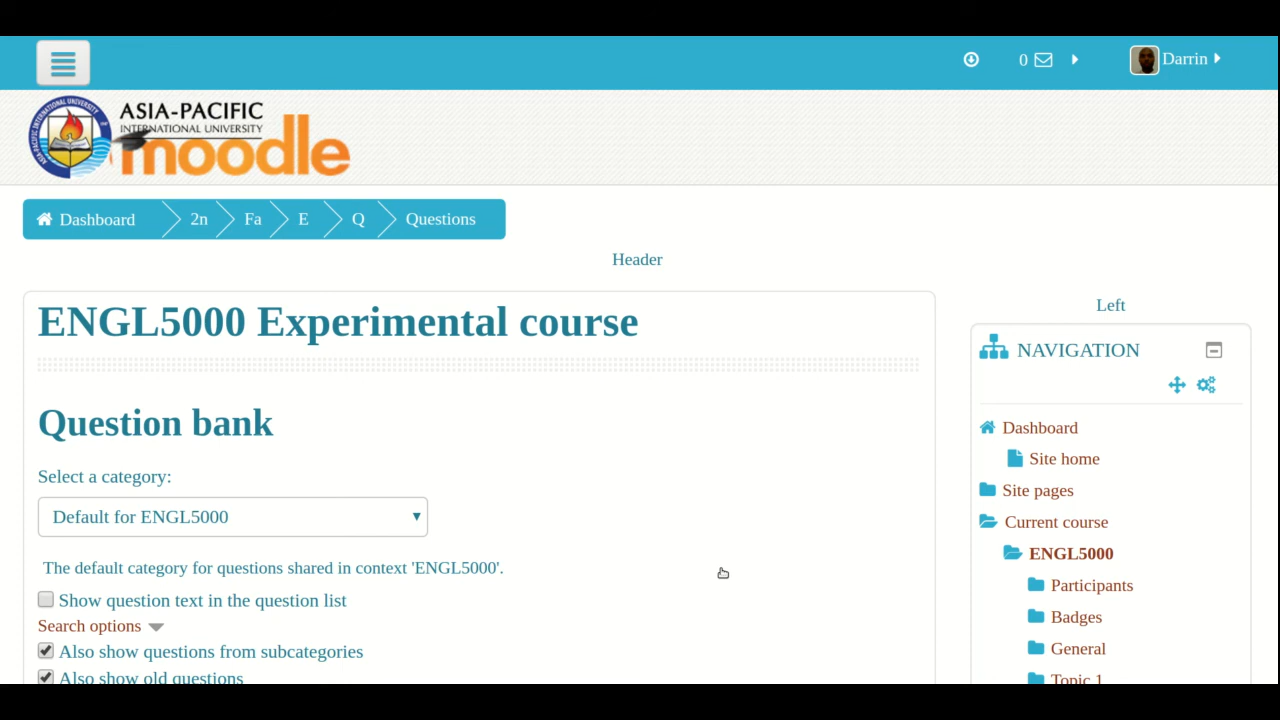 0
Darrin
ASIA-PACIFIC
INTERNATIONAL UNIVERSITY
moodle
Dashboard
2n
Fa
E
Q
Questions
Header
ENGL5000 Experimental course
Question bank
Select a category:
Default for ENGL5000
The default category for questions shared in context 'ENGL5000'.
Show question text in the question list
Search options
Also show questions from subcategories
Also show old questions
Left
NAVIGATION
Dashboard
Site home
Site pages
Current course
ENGL5000
Participants
Badges
General
Topic 1